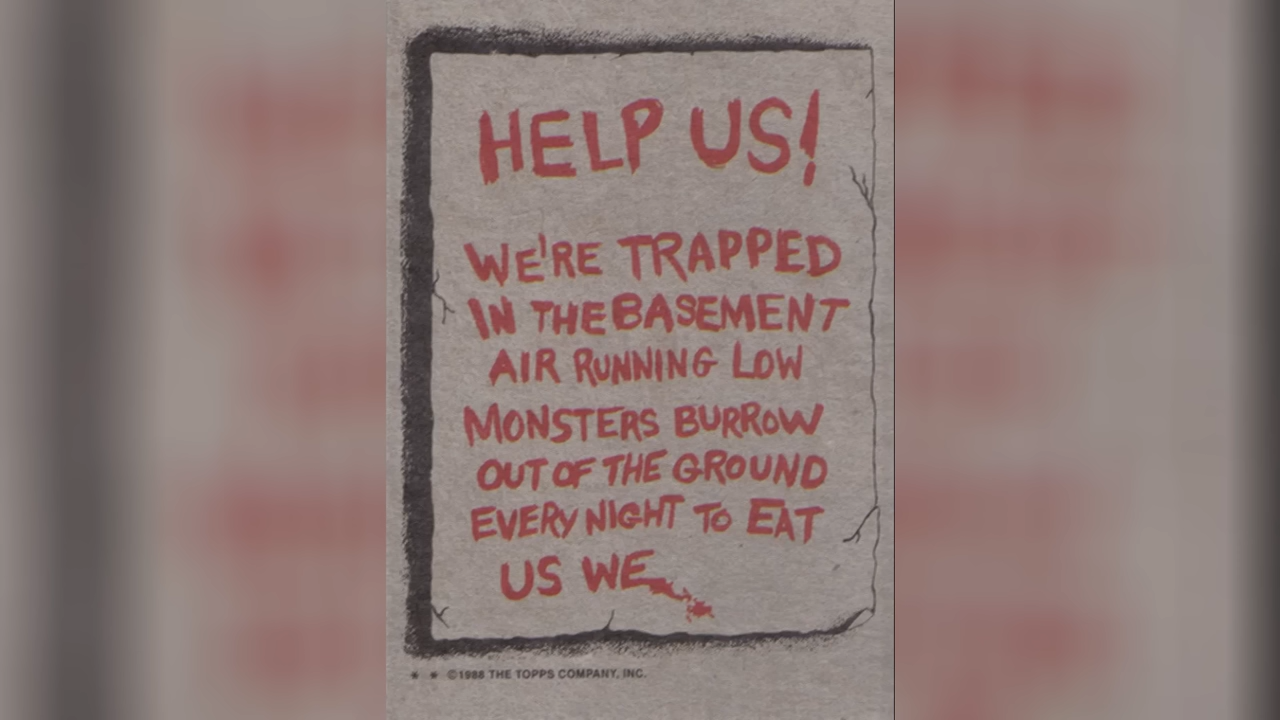 HELP US!
WE'RE TRAPPED
IN THE BASEMENT
AIR RUNNING LOW
MONSTERS BURROW
OUT OF THE GROUND
EVERY NIGHT TO EAT
US WE
* * ©1988 THE TOPPS COMPANY, INC.